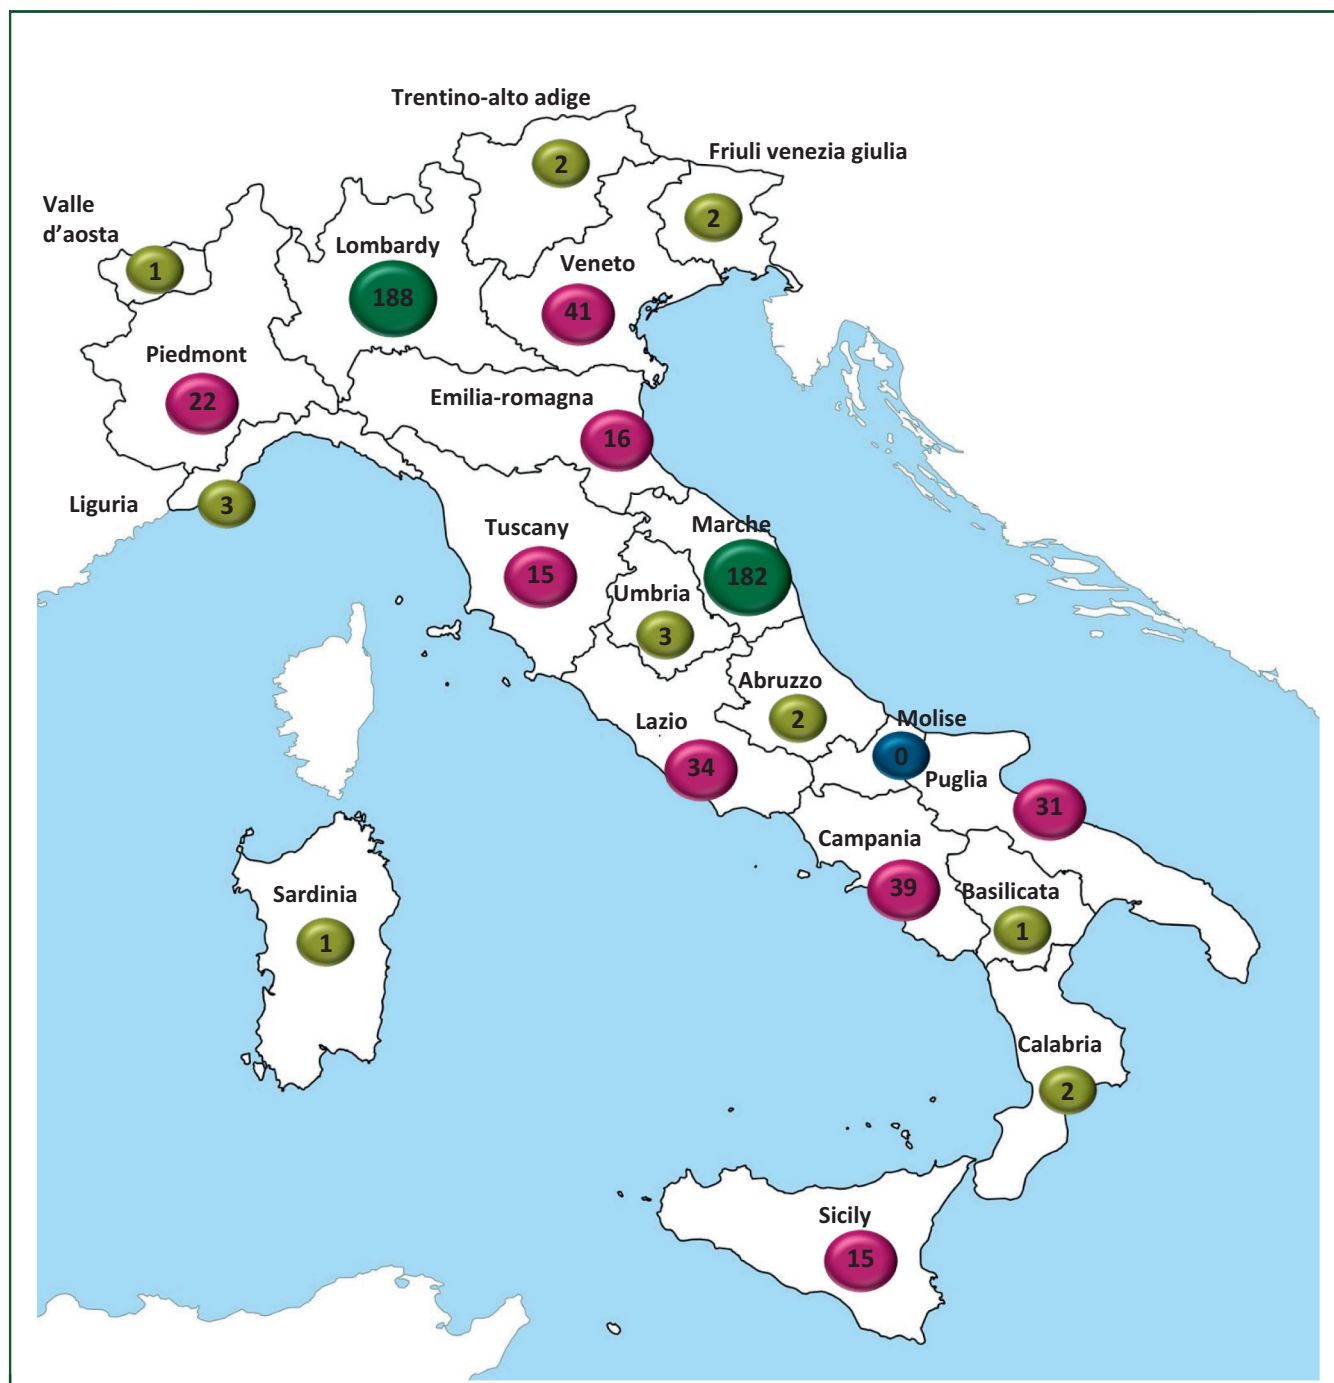 Trentino-alto adige
2
Friuli venezia giulia
2
Valle
d'aosta
1
Lombardy
188
Veneto
41
Piedmont
22
Emilia-romagna
16
Liguria
3
Tuscany
15
Marche
182
Umbria
3
Abruzzo
2
Lazio
34
Molise
0
Puglia
31
Campania
39
Basilicata
1
Sardinia
1
Calabria
2
Sicily
15